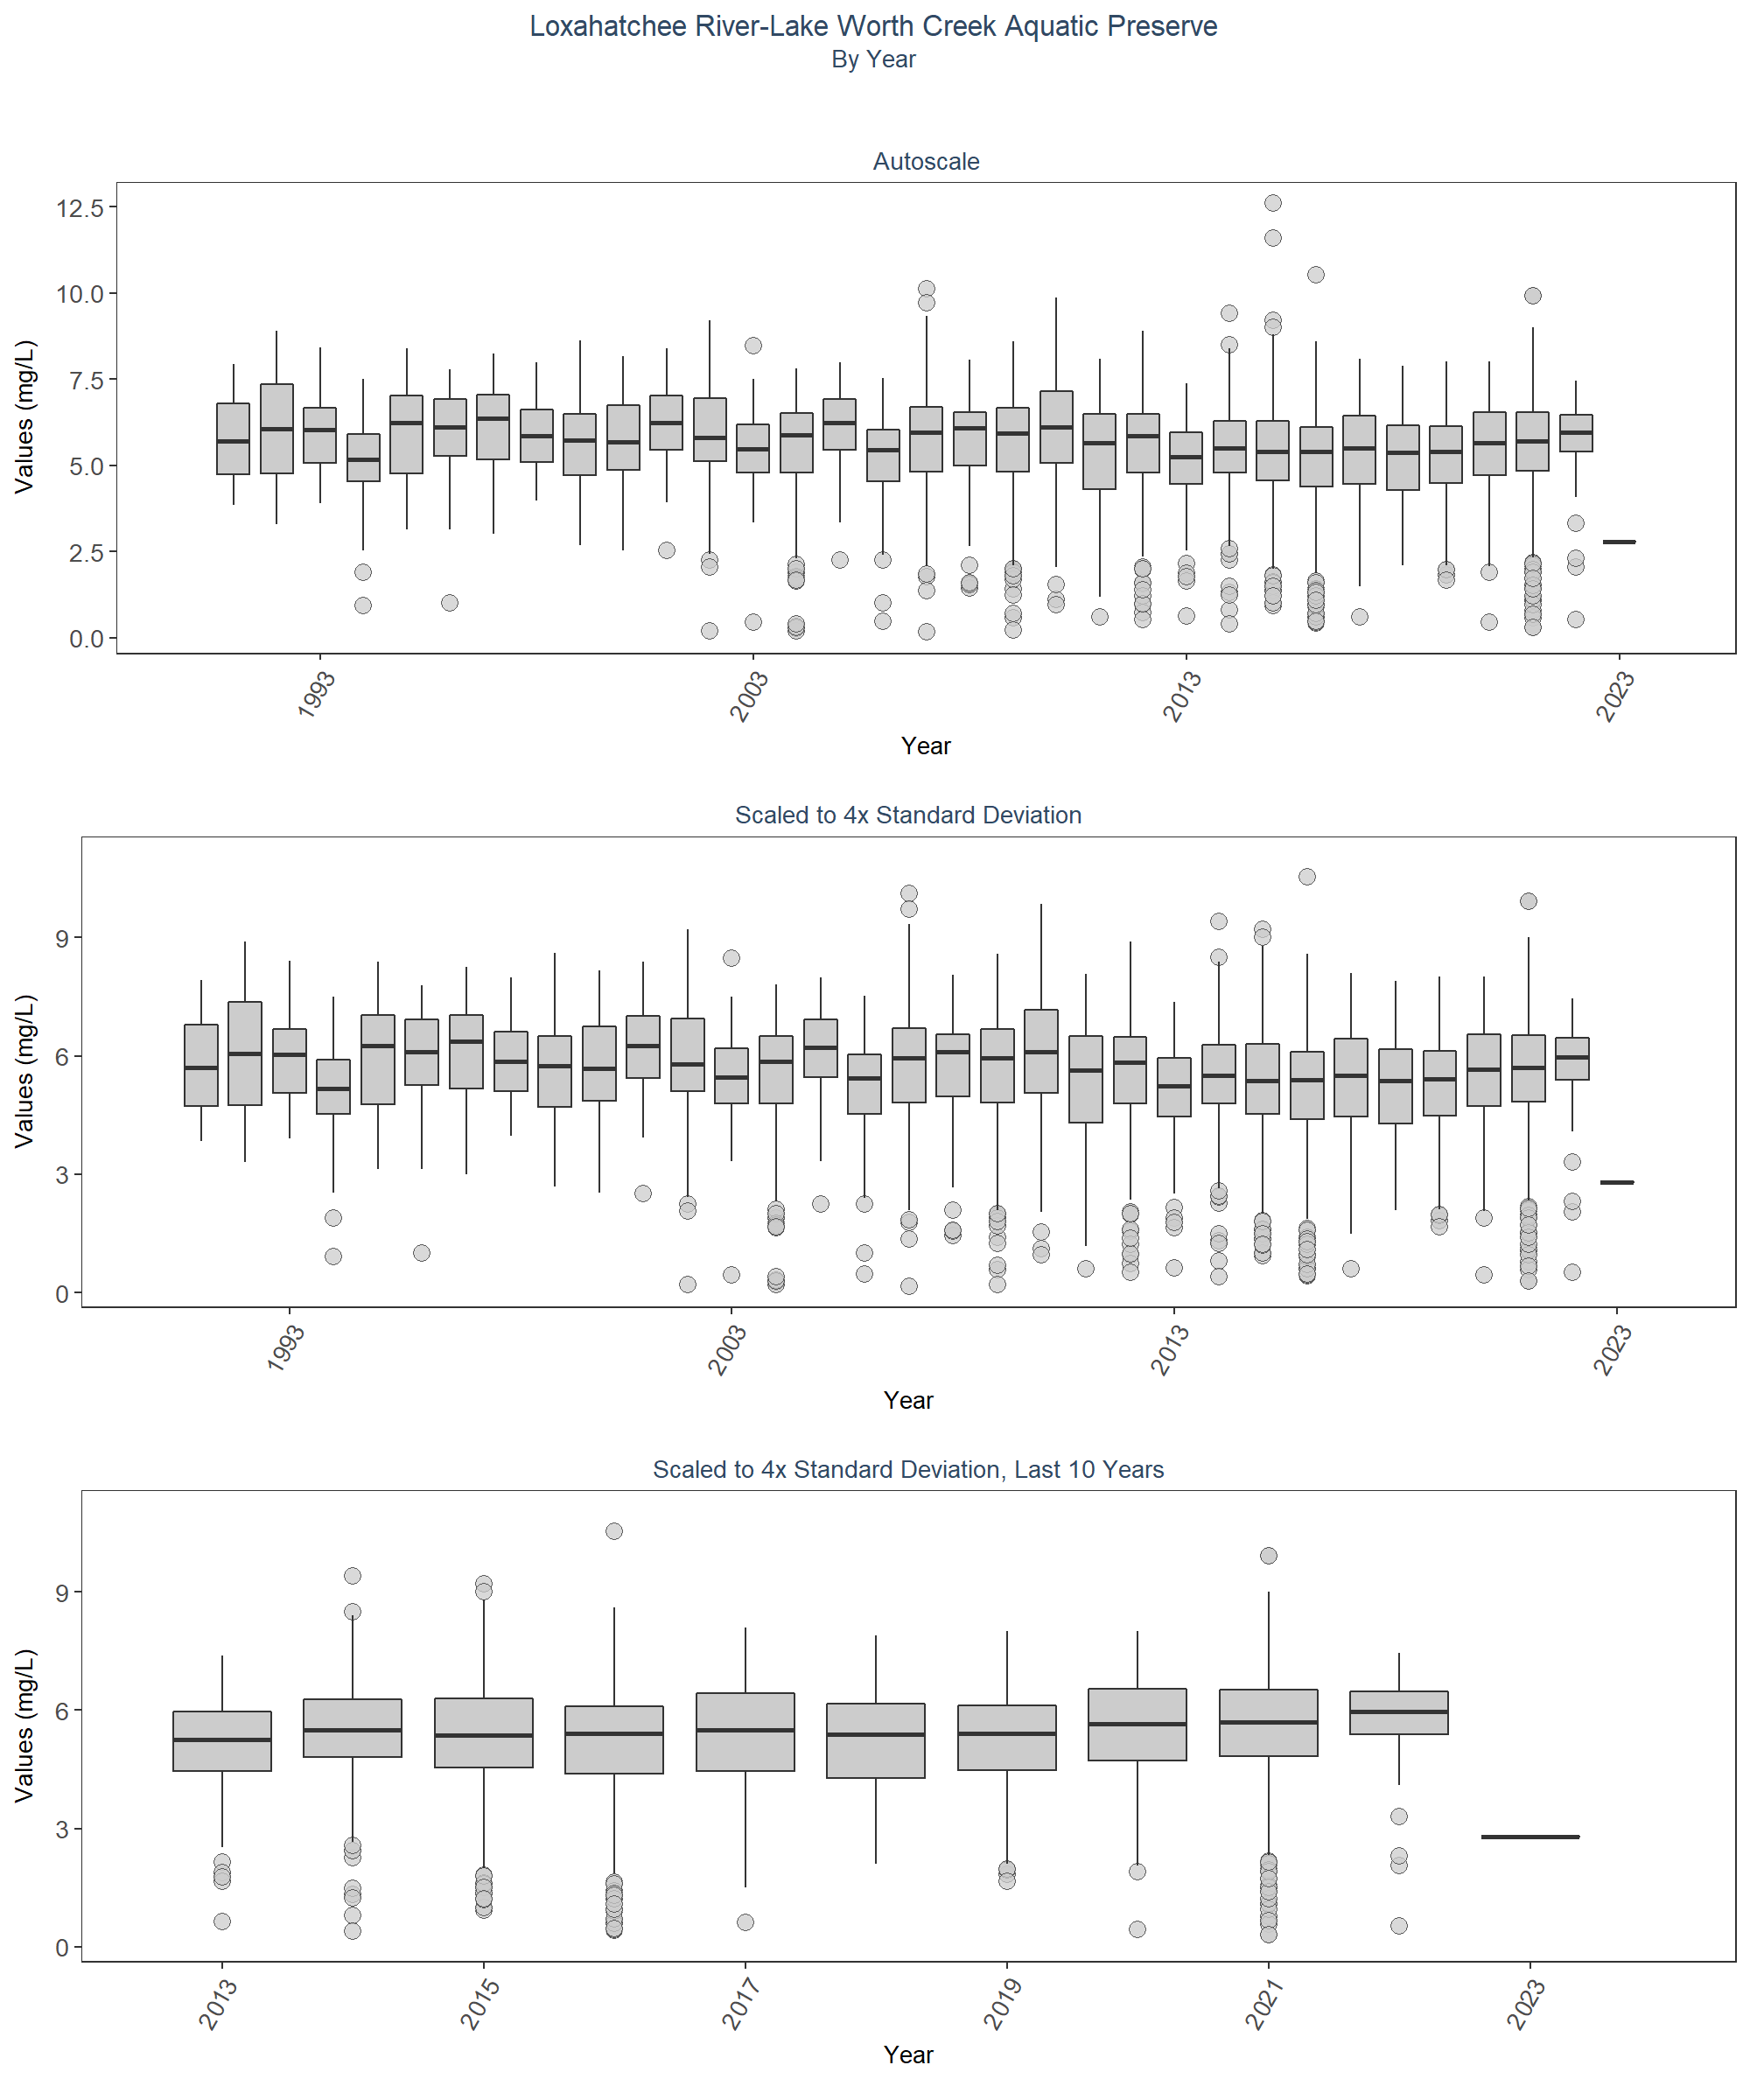 Loxahatchee River-Lake Worth Creek Aquatic Preserve
By Year
Autoscale
Values (mg/L)
12.5
10.0
7.5
5.0
2.5
0.0
1993
2003
2013
2023
Year
Scaled to 4x Standard Deviation
Values (mg/L)
9
6
3
0
1993
2003
2013
2023
Year
Scaled to 4x Standard Deviation, Last 10 Years
Values (mg/L)
9
6
3
0
2013
2015
2017
2019
2021
2023
Year